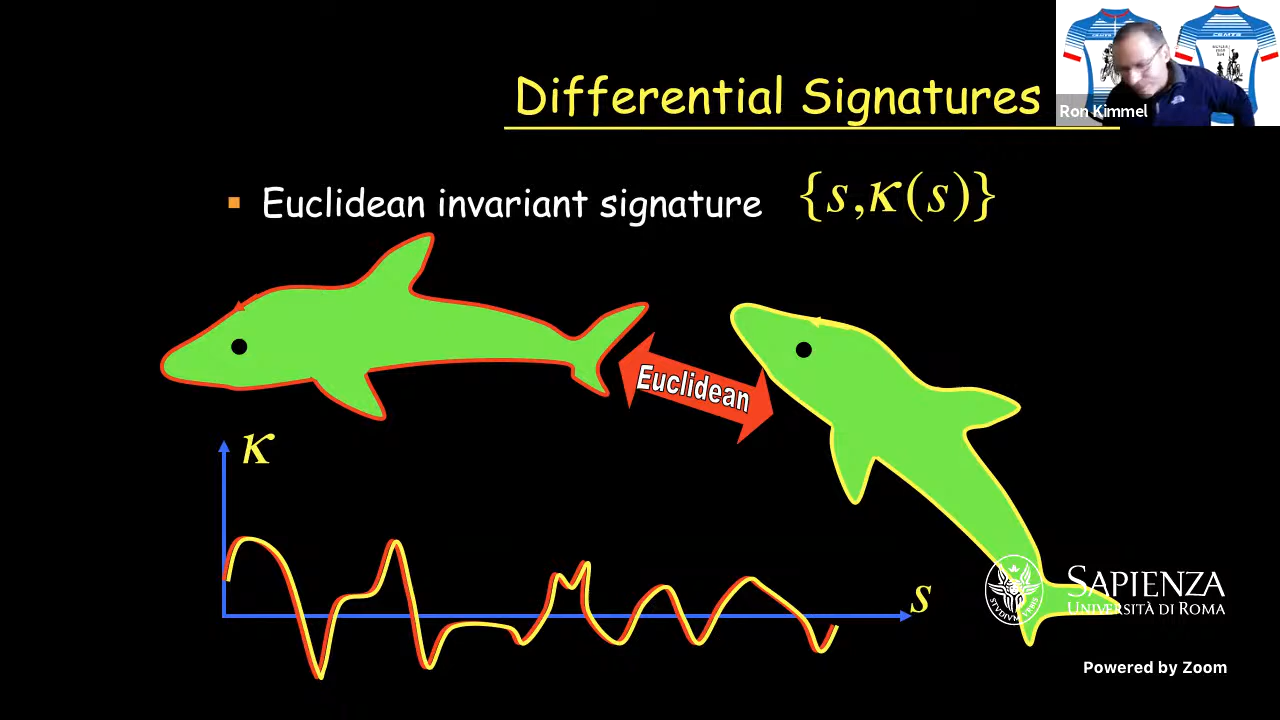 Differential Signatures
Ron Kimmel
Euclidean invariant signature {s,κ(s)}
Euclidean
κ
s
SAPIENZA
UNIVERSITÀ DI ROMA
Powered by Zoom